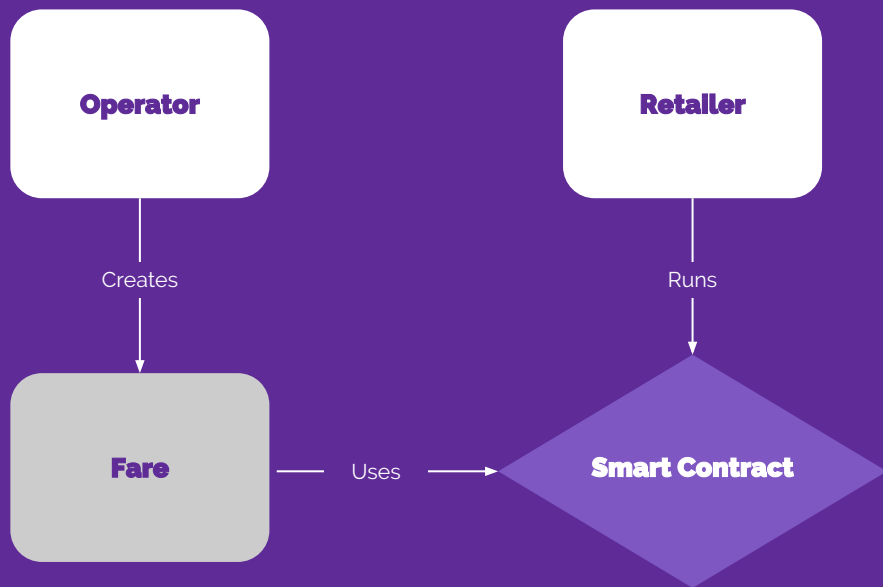 Operator
Retailer
Creates
Runs
Fare
Uses
Smart Contract